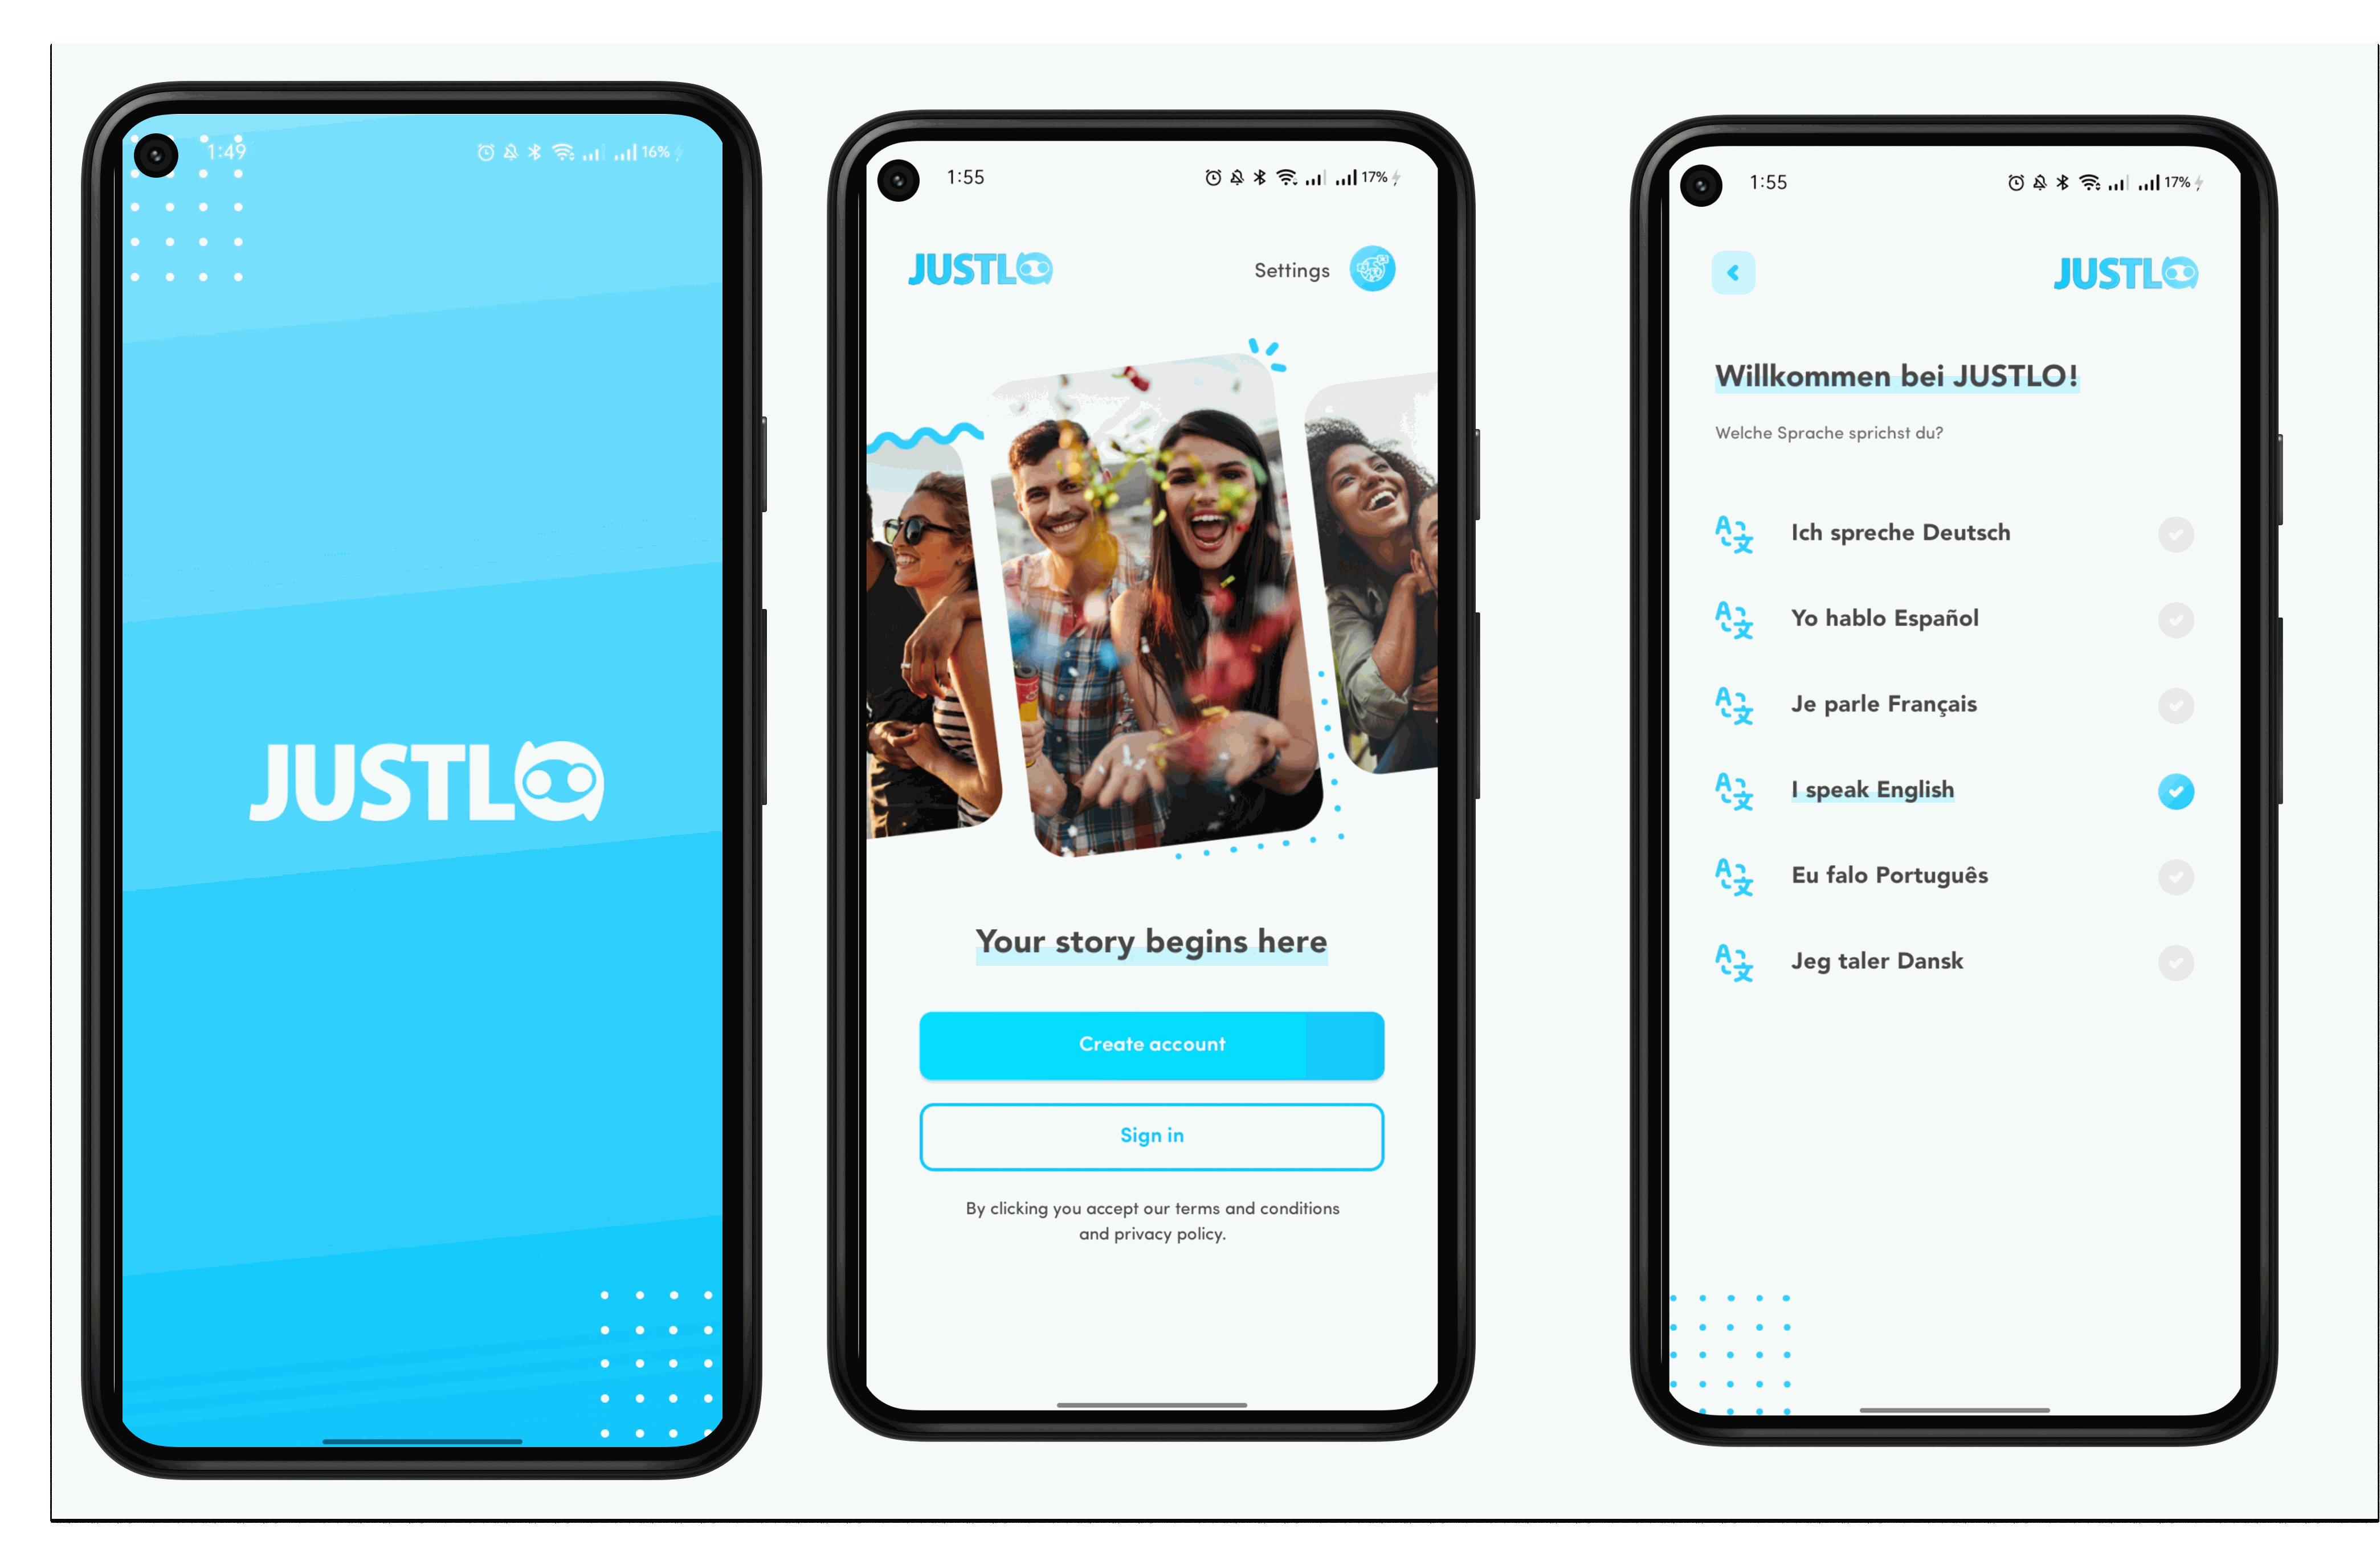 1:49
16%
JUSTLO
1:55
17%
JUSTLO
Settings
Your story begins here
Create account
Sign in
By clicking you accept our terms and conditions
and privacy policy.
1:55
17%
JUSTLO
Willkommen bei JUSTLO!
Welche Sprache sprichst du?
Ich spreche Deutsch
Yo hablo Español
Je parle Français
I speak English
Eu falo Português
Jeg taler Dansk